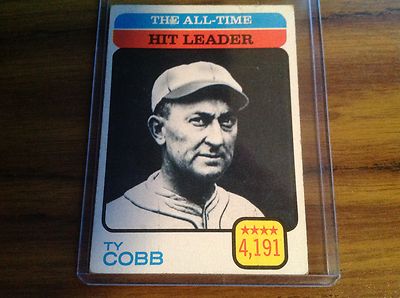 THE ALL-TIME
HIT LEADER
TY
COBB
4,191